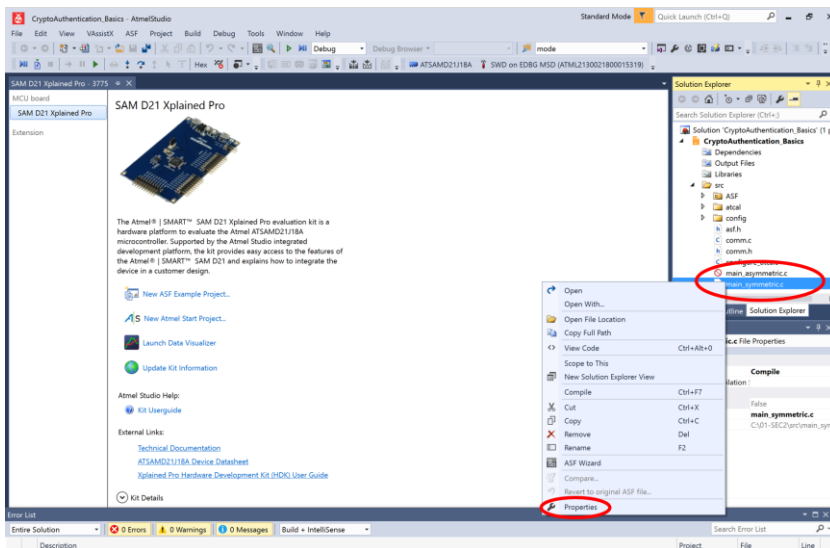 CryptoAuthentication_Basics - AtmelStudio
Standard Mode
Quick Launch (Ctrl+Q)
File Edit View VAssistX ASF Project Build Debug Tools Window Help
Debug
Debug Browser
mode
Hex
ATSAMD21J18A
SWD on EDBG MSD (ATML2130021800015319)
SAM D21 Xplained Pro - 3775
MCU board
SAM D21 Xplained Pro
Extension
SAM D21 Xplained Pro
The Atmel® | SMART™ SAM D21 Xplained Pro evaluation kit is a
hardware platform to evaluate the Atmel ATSAMD21J18A
microcontroller. Supported by the Atmel Studio integrated
development platform, the kit provides easy access to the features of
the Atmel® | SMART™ SAM D21 and explains how to integrate the
device in a customer design.
New ASF Example Project...
New Atmel Start Project...
Launch Data Visualizer
Update Kit Information
Atmel Studio Help:
Kit Userguide
External Links:
Technical Documentation
ATSAMD21J18A Device Datasheet
Xplained Pro Hardware Development Kit (HDK) User Guide
Kit Details
Open
Open With...
Open File Location
Copy Full Path
View Code Ctrl+Alt+0
Scope to This
New Solution Explorer View
Compile Ctrl+F7
Cut Ctrl+X
Copy Ctrl+C
Remove Del
Rename F2
ASF Wizard
Compare...
Revert to original ASF file...
Properties
Solution Explorer
Search Solution Explorer (Ctrl+;)
Solution 'CryptoAuthentication_Basics' (1
CryptoAuthentication_Basics
Dependencies
Output Files
Libraries
src
ASF
atcal
config
asf.h
comm.c
comm.h
main_asymmetric.c
main_symmetric.c
Solution Explorer
File Properties
Compile
False
main_symmetric.c
C:\01-SEC2\src\main_sym
Error List
Entire Solution
0 Errors
0 Warnings
0 Messages
Build + IntelliSense
Search Error List
Description
Project
File
Line